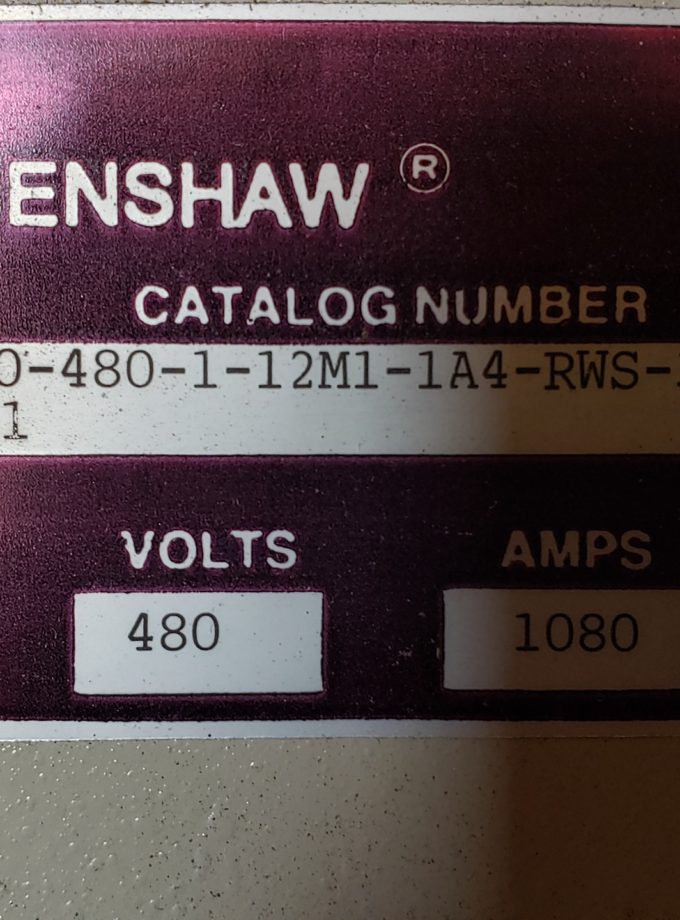 ENSHAW ®
CATALOG NUMBER
0-480-1-12M1-1A4-RWS-
1
VOLTS AMPS
480 1080